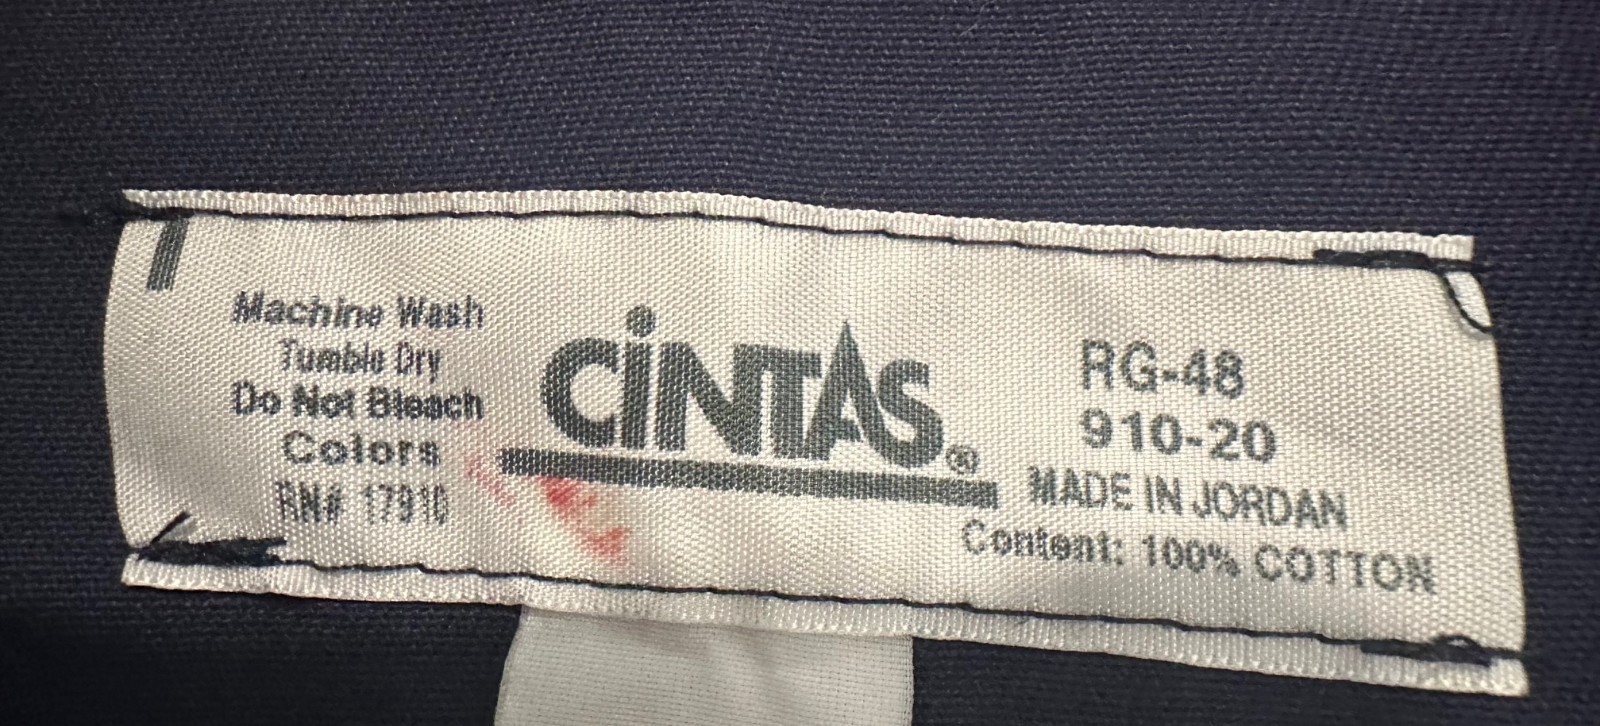 Machine Wash
Tumble Dry
Do Not Bleach
Colors
RN# 17910
CiNTAS®
RG-48
910-20
MADE IN JORDAN
Content: 100% COTTON